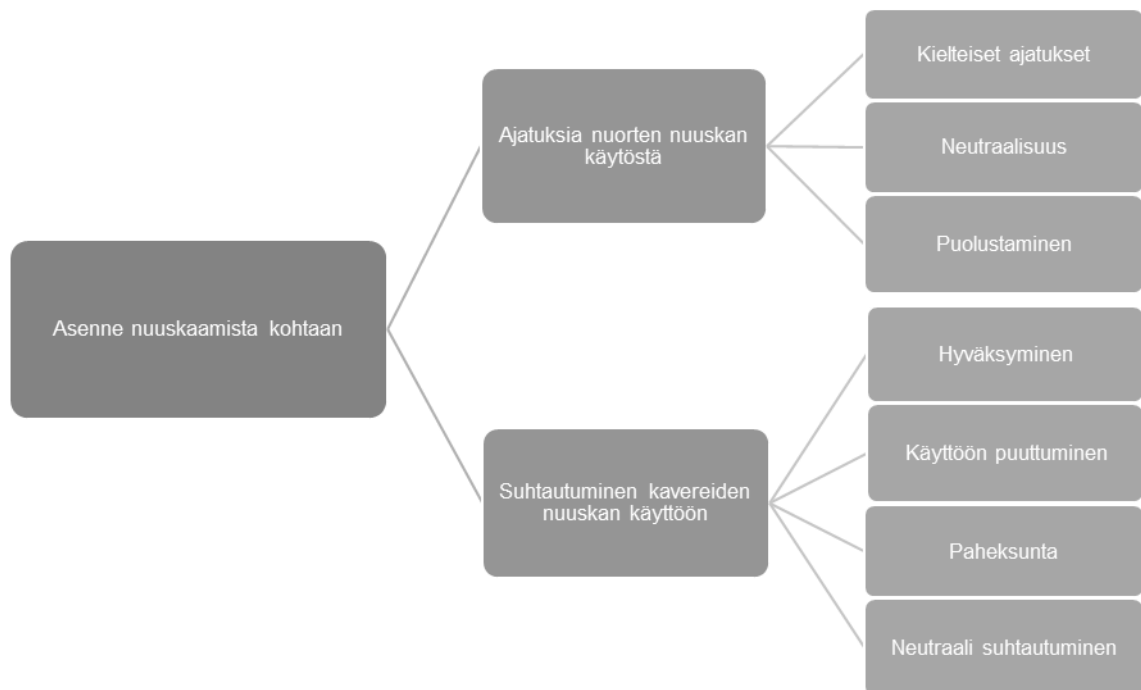 Asenne nuuskaamista kohtaan
Ajatuksia nuorten nuuskan
käytöstä
Kielteiset ajatukset
Neutraalisuus
Puolustaminen
Suhtautuminen kavereiden
nuuskan käyttöön
Hyväksyminen
Käyttöön puuttuminen
Paheksunta
Neutraali suhtautuminen